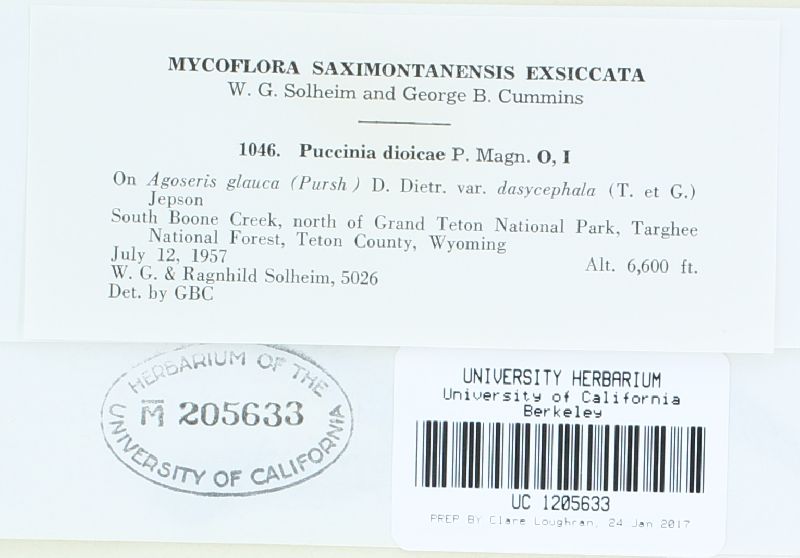 MYCOFLORA SAXIMONTANENSIS EXSICCATA
W. G. Solheim and George B. Cummins
1046. Puccinia dioicae P. Magn. O, I
On Agoseris glauca (Pursh) D. Dietr. var. dasycephala (T. et G.)
Jepson
South Boone Creek, north of Grand Teton National Park, Targhee
National Forest, Teton County, Wyoming
July 12, 1957 Alt. 6,600 ft.
W. G. & Ragnhild Solheim, 5026
Det. by GBC
HERBARIUM OF THE
M̅ 205633
UNIVERSITY OF CALIFORNIA
UNIVERSITY HERBARIUM
University of California
Berkeley
UC 1205633
PREP BY Clare Loughran, 24 Jan 2017